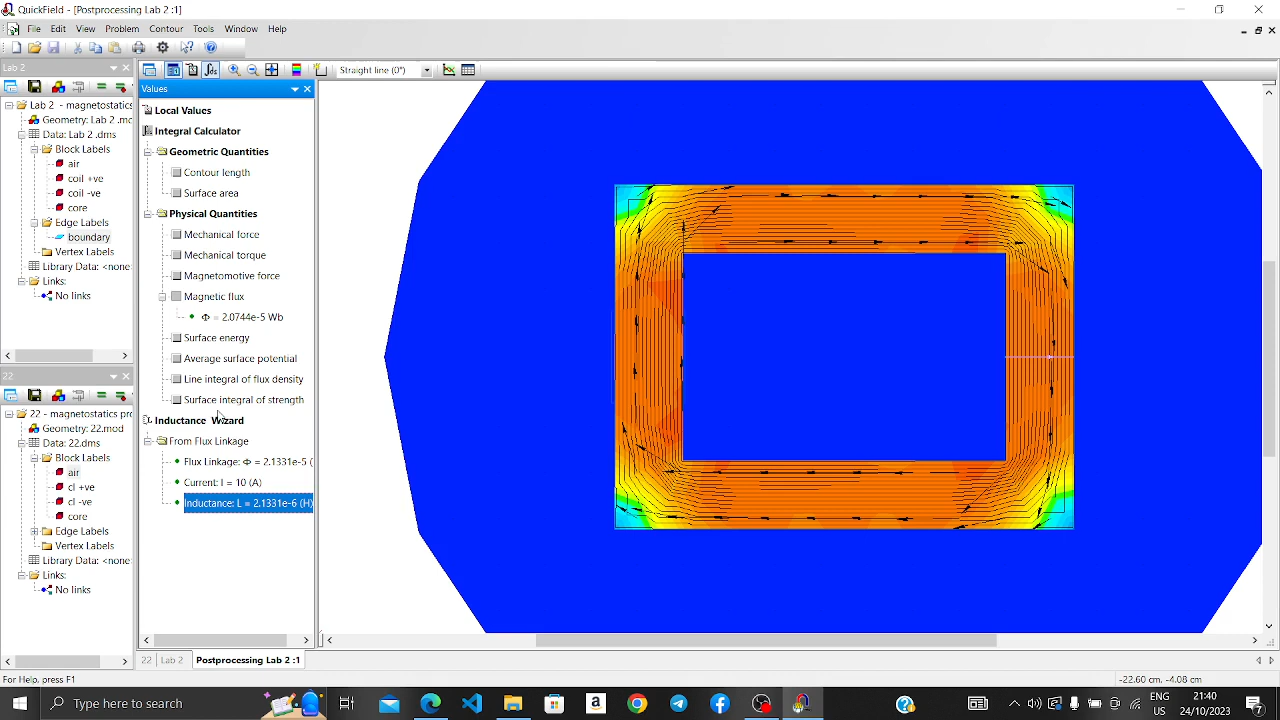 QuickField - [Postprocessing Lab 2 :1]
File Edit View Problem Contour Tools Window Help
Straight line (0°)
Lab 2
Lab 2 - magnetostatics
Geometry: Lab 2 .mo
Data: Lab 2 .dms
Block Labels
air
coil +ve
coil -ve
core
Edge Labels
boundary
Vertex Labels
Library Data: <none
Links:
No links
22
22 - magnetostatics pro
Geometry: 22.mod
Data: 22.dms
Block Labels
air
cl +ve
cl -ve
core
Edge Labels
Vertex Labels
Library Data: <none
Links:
No links
Values
Local Values
Integral Calculator
Geometric Quantities
Contour length
Surface area
Physical Quantities
Mechanical force
Mechanical torque
Magnetomotive force
Magnetic flux
Φ = 2.0744e-5 Wb
Surface energy
Average surface potential
Line integral of flux density
Surface integral of strength
Inductance Wizard
From Flux Linkage
Flux Linkage: Φ = 2.1331e-5 (
Current: I = 10 (A)
Inductance: L = 2.1331e-6 (H)
22 Lab 2 Postprocessing Lab 2 :1
For Help, press F1
-22.60 cm, -4.08 cm
Type here to search
ENG
US
21:40
24/10/2023